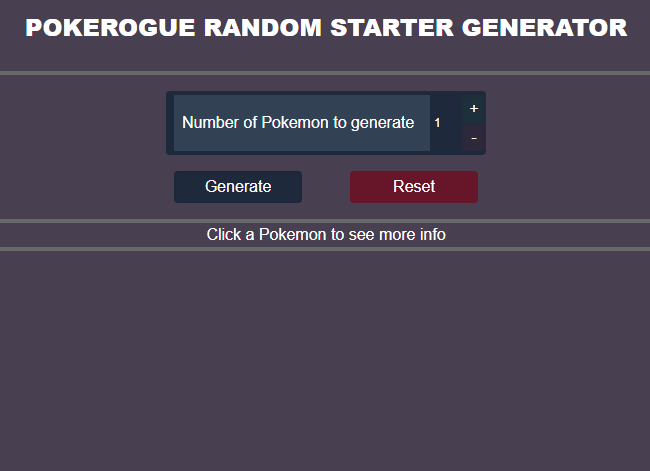 POKEROGUE RANDOM STARTER GENERATOR
Number of Pokemon to generate 1 +
-
Generate Reset
Click a Pokemon to see more info